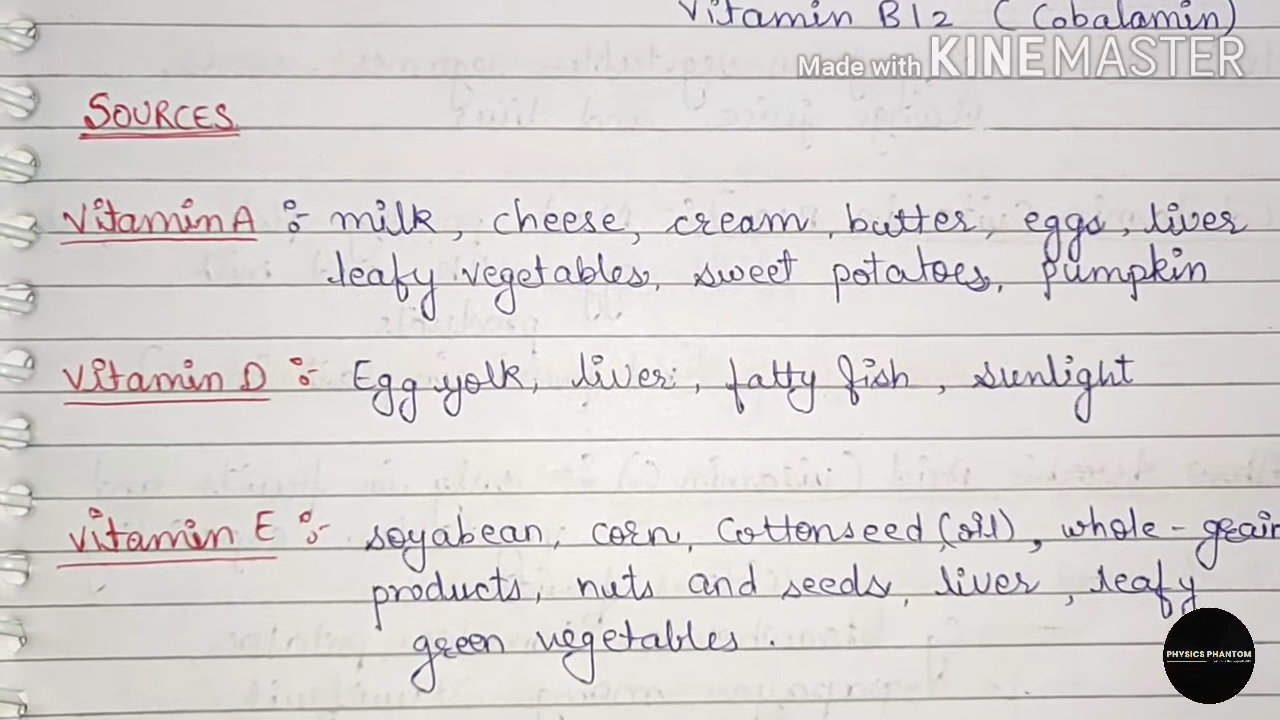 Vitamin B12 (Cobalamin)
Made with KINEMASTER
SOURCES
Vitamin A :- milk, cheese, cream, butter, eggs, liver
leafy vegetables, sweet potatoes, pumpkin
Vitamin D :- Egg yolk, liver, fatty fish, sunlight
Vitamin E :- soyabean, corn, Cottonseed (oil), whole-grain
products, nuts and seeds, liver, leafy
green vegetables.
PHYSICS PHANTOM